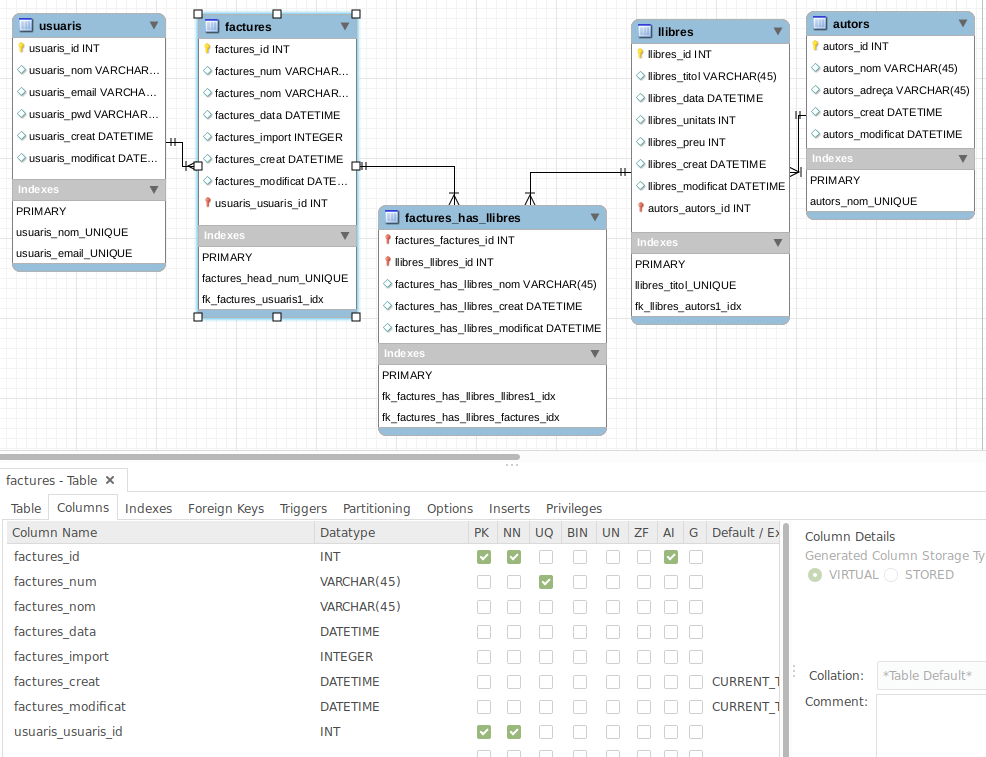 usuaris
usuaris_id INT
usuaris_nom VARCHAR...
usuaris_email VARCHA...
usuaris_pwd VARCHAR...
usuaris_creat DATETIME
usuaris_modificat DATE...
Indexes
PRIMARY
usuaris_nom_UNIQUE
usuaris_email_UNIQUE
factures
factures_id INT
factures_num VARCHAR...
factures_nom VARCHAR...
factures_data DATETIME
factures_import INTEGER
factures_creat DATETIME
factures_modificat DATE...
usuaris_usuaris_id INT
Indexes
PRIMARY
factures_head_num_UNIQUE
fk_factures_usuaris1_idx
factures_has_llibres
factures_factures_id INT
llibres_llibres_id INT
factures_has_llibres_nom VARCHAR(45)
factures_has_llibres_creat DATETIME
factures_has_llibres_modificat DATETIME
Indexes
PRIMARY
fk_factures_has_llibres_llibres1_idx
fk_factures_has_llibres_factures_idx
llibres
llibres_id INT
llibres_titol VARCHAR(45)
llibres_data DATETIME
llibres_unitats INT
llibres_preu INT
llibres_creat DATETIME
llibres_modificat DATETIME
autors_autors_id INT
Indexes
PRIMARY
llibres_titol_UNIQUE
fk_llibres_autors1_idx
autors
autors_id INT
autors_nom VARCHAR(45)
autors_adreça VARCHAR(45)
autors_creat DATETIME
autors_modificat DATETIME
Indexes
PRIMARY
autors_nom_UNIQUE
factures - Table
Table Columns Indexes Foreign Keys Triggers Partitioning Options Inserts Privileges
Column Name Datatype PK NN UQ BIN UN ZF AI G Default / Ex
factures_id INT
factures_num VARCHAR(45)
factures_nom VARCHAR(45)
factures_data DATETIME
factures_import INTEGER
factures_creat DATETIME CURRENT_T
factures_modificat DATETIME CURRENT_T
usuaris_usuaris_id INT
Column Details
Generated Column Storage Ty
VIRTUAL STORED
Collation: *Table Default*
Comment: